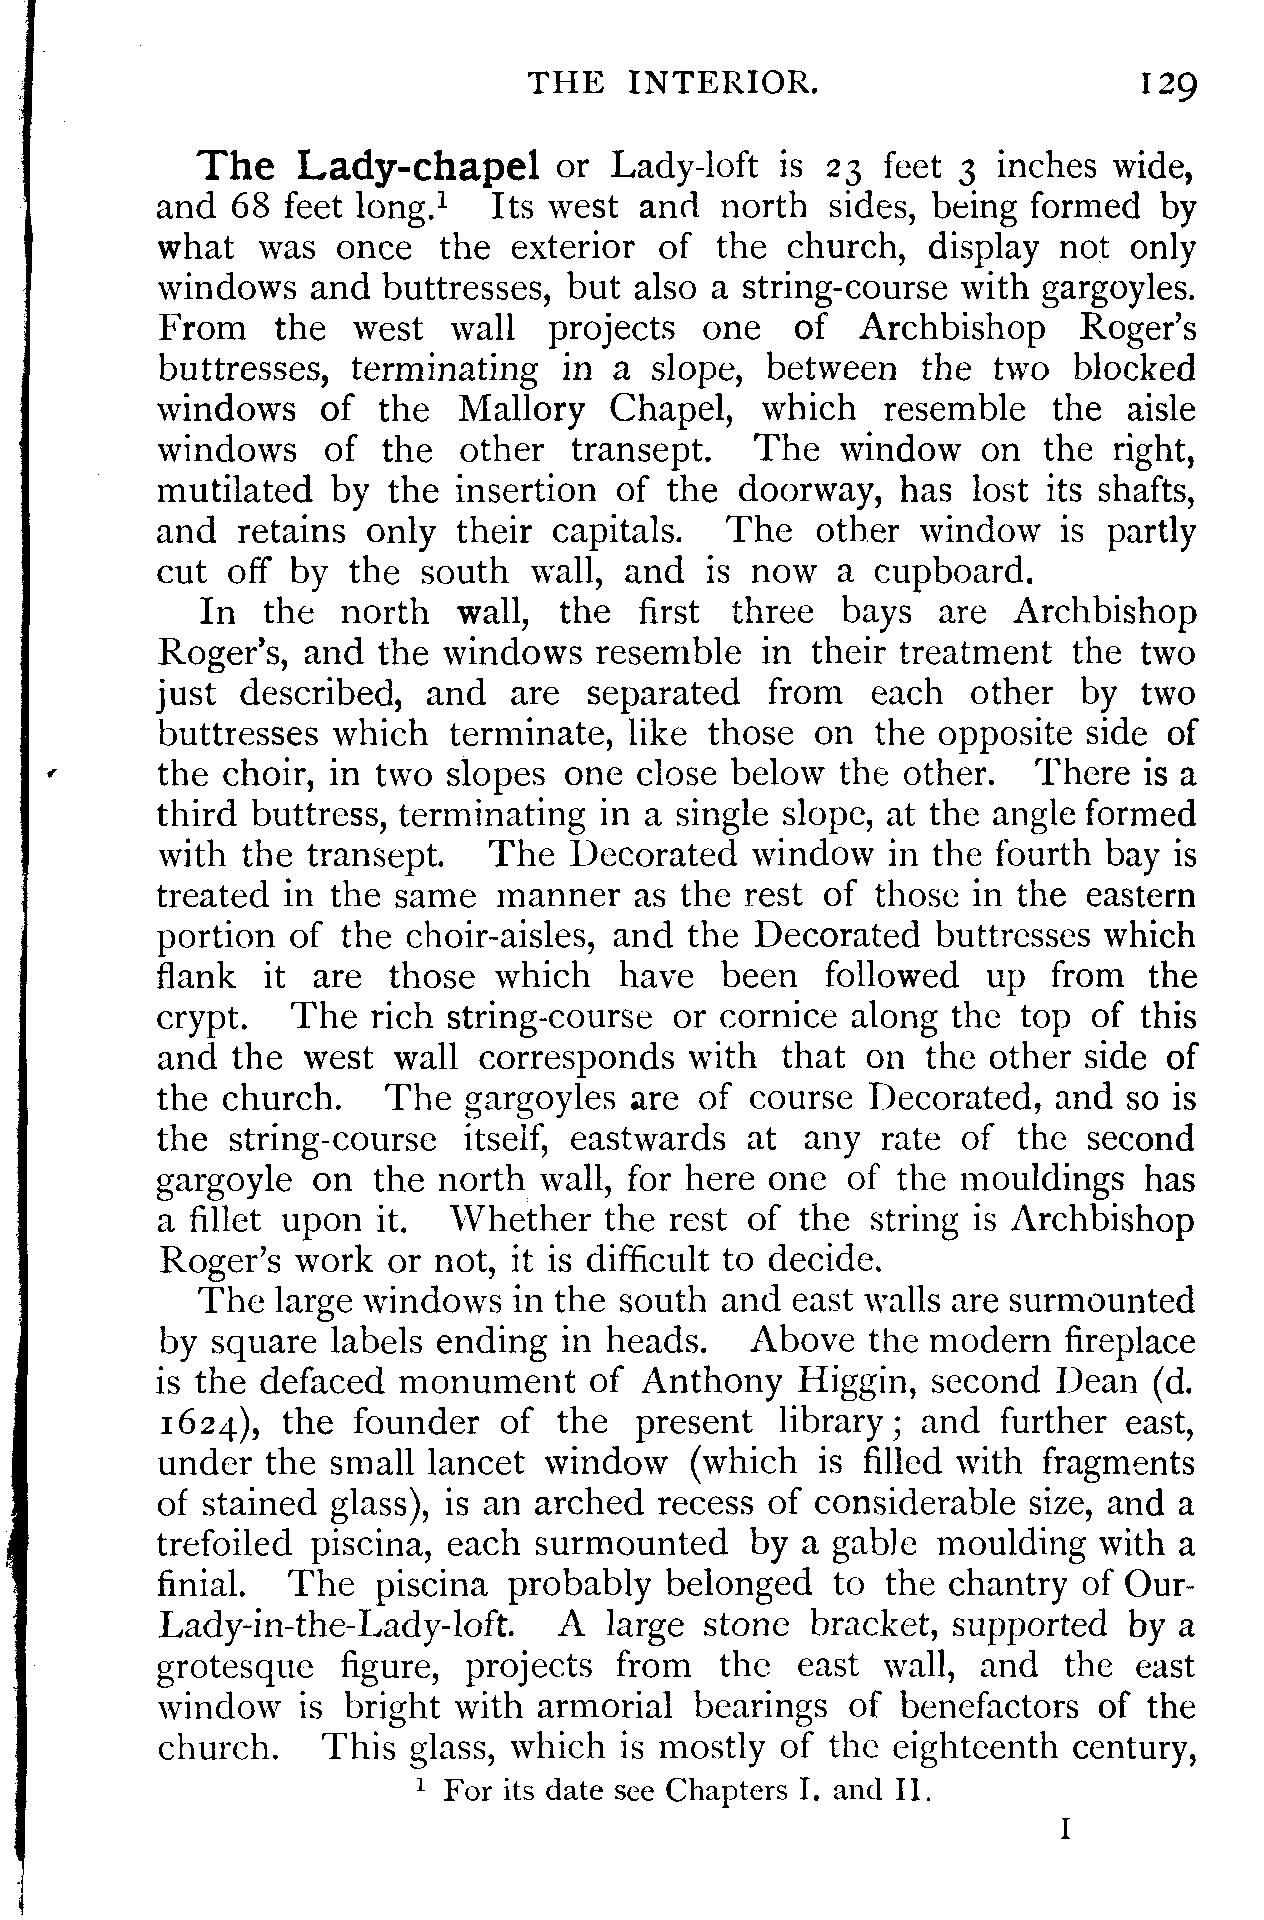 THE INTERIOR. 129
The Lady-chapel or Lady-loft is 23 feet 3 inches wide,
and 68 feet long.¹ Its west and north sides, being formed by
what was once the exterior of the church, display not only
windows and buttresses, but also a string-course with gargoyles.
From the west wall projects one of Archbishop Roger's
buttresses, terminating in a slope, between the two blocked
windows of the Mallory Chapel, which resemble the aisle
windows of the other transept. The window on the right,
mutilated by the insertion of the doorway, has lost its shafts,
and retains only their capitals. The other window is partly
cut off by the south wall, and is now a cupboard.
In the north wall, the first three bays are Archbishop
Roger's, and the windows resemble in their treatment the two
just described, and are separated from each other by two
buttresses which terminate, like those on the opposite side of
the choir, in two slopes one close below the other. There is a
third buttress, terminating in a single slope, at the angle formed
with the transept. The Decorated window in the fourth bay is
treated in the same manner as the rest of those in the eastern
portion of the choir-aisles, and the Decorated buttresses which
flank it are those which have been followed up from the
crypt. The rich string-course or cornice along the top of this
and the west wall corresponds with that on the other side of
the church. The gargoyles are of course Decorated, and so is
the string-course itself, eastwards at any rate of the second
gargoyle on the north wall, for here one of the mouldings has
a fillet upon it. Whether the rest of the string is Archbishop
Roger's work or not, it is difficult to decide.
The large windows in the south and east walls are surmounted
by square labels ending in heads. Above the modern fireplace
is the defaced monument of Anthony Higgin, second Dean (d.
1624), the founder of the present library; and further east,
under the small lancet window (which is filled with fragments
of stained glass), is an arched recess of considerable size, and a
trefoiled piscina, each surmounted by a gable moulding with a
finial. The piscina probably belonged to the chantry of Our-
Lady-in-the-Lady-loft. A large stone bracket, supported by a
grotesque figure, projects from the east wall, and the east
window is bright with armorial bearings of benefactors of the
church. This glass, which is mostly of the eighteenth century,
¹ For its date see Chapters I. and II.
I